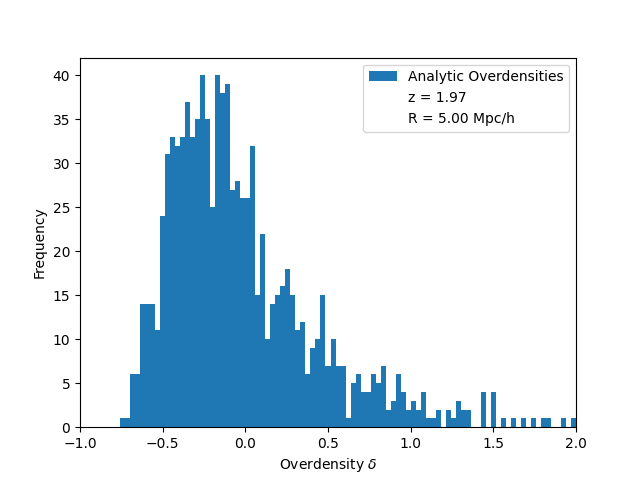 Analytic Overdensities
z = 1.97
R = 5.00 Mpc/h
40
35
30
25
20
15
10
5
0
Frequency
−1.0 −0.5 0.0 0.5 1.0 1.5 2.0
Overdensity δ